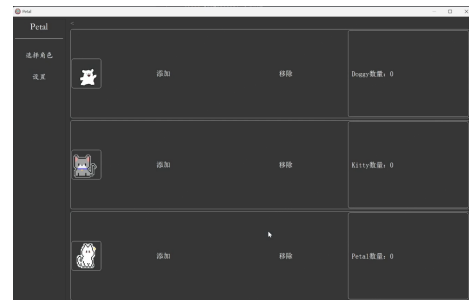 Petal
Petal
选择角色
设置
<
添加 移除 Doggy数量: 0
添加 移除 Kitty数量: 0
添加 移除 Petal数量: 0